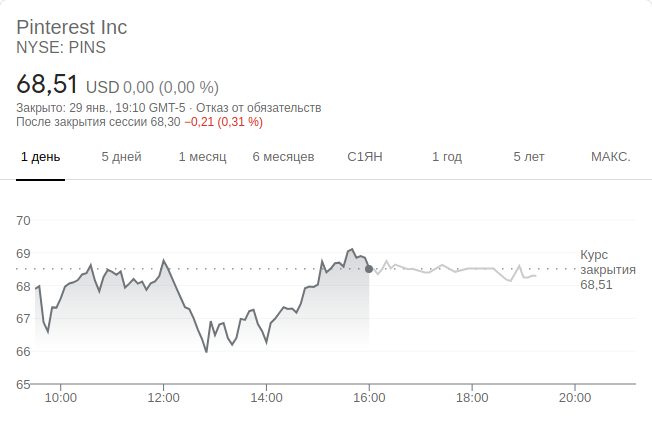 Pinterest Inc
NYSE: PINS
68,51 USD 0,00 (0,00 %)
Закрыто: 29 янв., 19:10 GMT-5 · Отказ от обязательств
После закрытия сессии 68,30 −0,21 (0,31 %)
1 день 5 дней 1 месяц 6 месяцев С1ЯН 1 год 5 лет МАКС.
70
69
68
67
66
65
Курс
закрытия
68,51
10:00 12:00 14:00 16:00 18:00 20:00